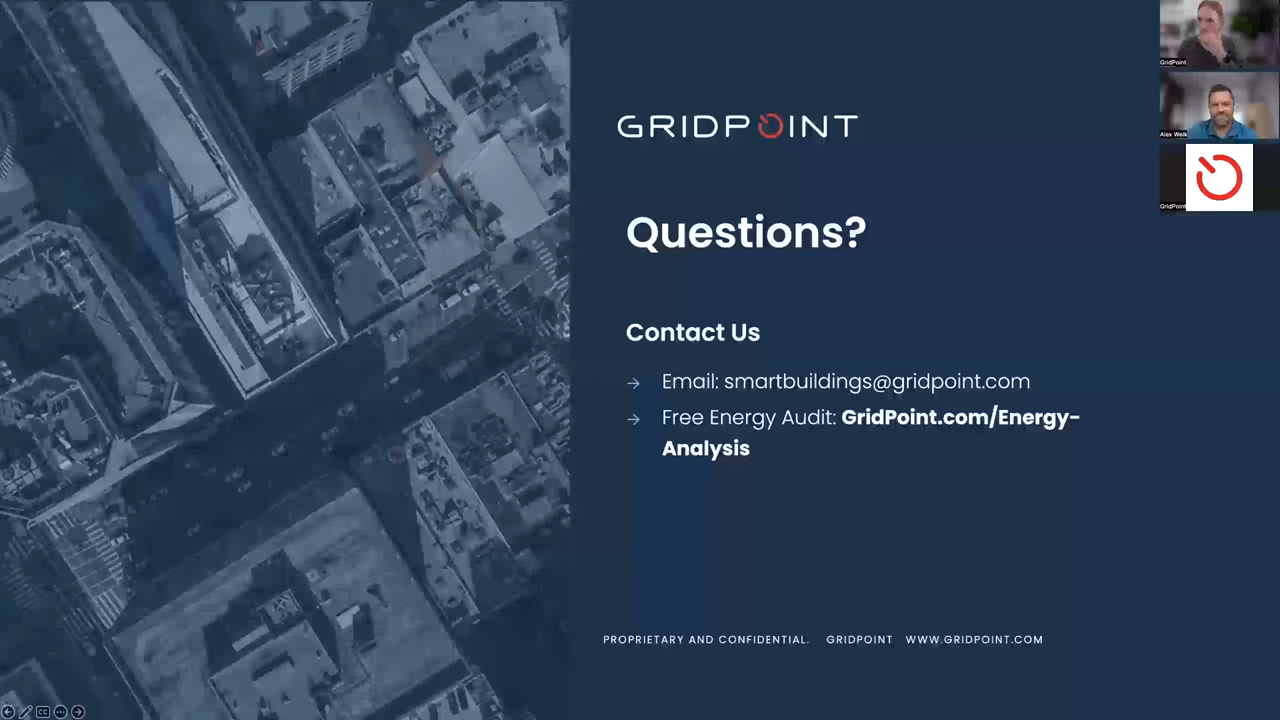 GRIDPOINT
Questions?
Contact Us
Email: smartbuildings@gridpoint.com
Free Energy Audit: GridPoint.com/Energy-
Analysis
PROPRIETARY AND CONFIDENTIAL. GRIDPOINT WWW.GRIDPOINT.COM
GridPoint
Alex Welk
GridPoint
CC